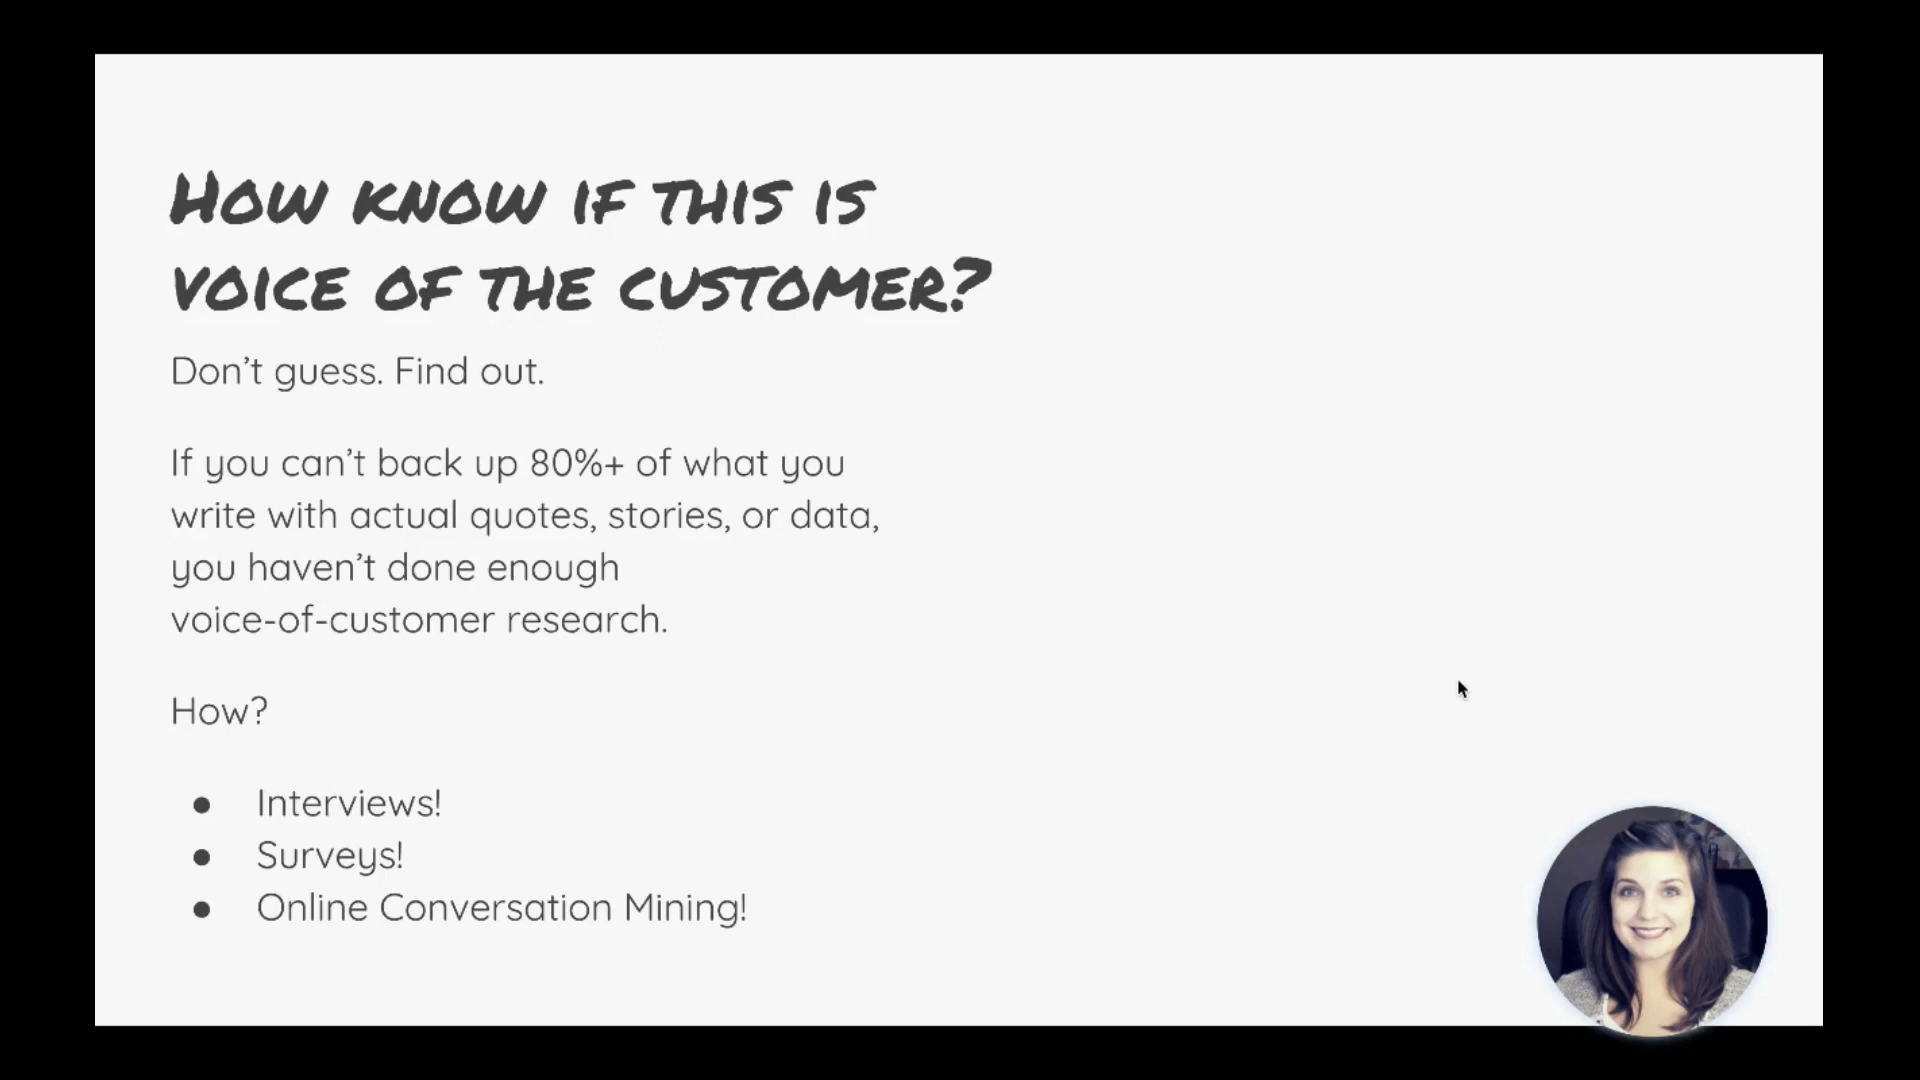 HOW KNOW IF THIS IS
VOICE OF THE CUSTOMER?
Don’t guess. Find out.
If you can’t back up 80%+ of what you
write with actual quotes, stories, or data,
you haven’t done enough
voice-of-customer research.
How?
● Interviews!
● Surveys!
● Online Conversation Mining!